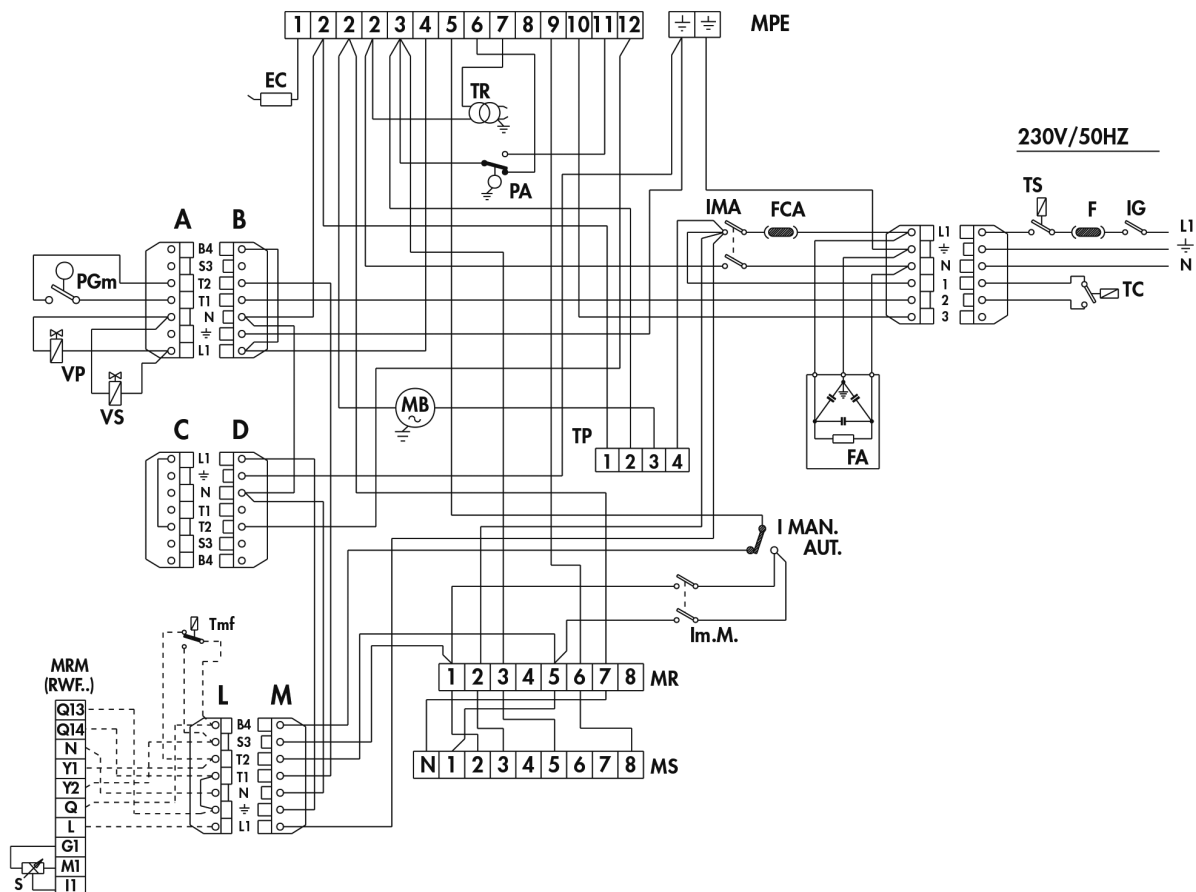 1 2 2 2 3 4 5 6 7 8 9 10 11 12
MPE
EC
TR
PA
230V/50HZ
TS
F
IG
L1
N
IMA
FCA
L1
N
1
2
3
TC
A B
B4
S3
T2
T1
N
L1
PGm
VP
VS
MB
~
TP
1 2 3 4
FA
C D
L1
N
T1
T2
S3
B4
I MAN.
AUT.
Im.M.
Tmf
MRM
(RWF..)
Q13
Q14
N
Y1
Y2
Q
L
G1
M1
I1
S
L M
B4
S3
T2
T1
N
L1
1 2 3 4 5 6 7 8 MR
N 1 2 3 4 5 6 7 8 MS